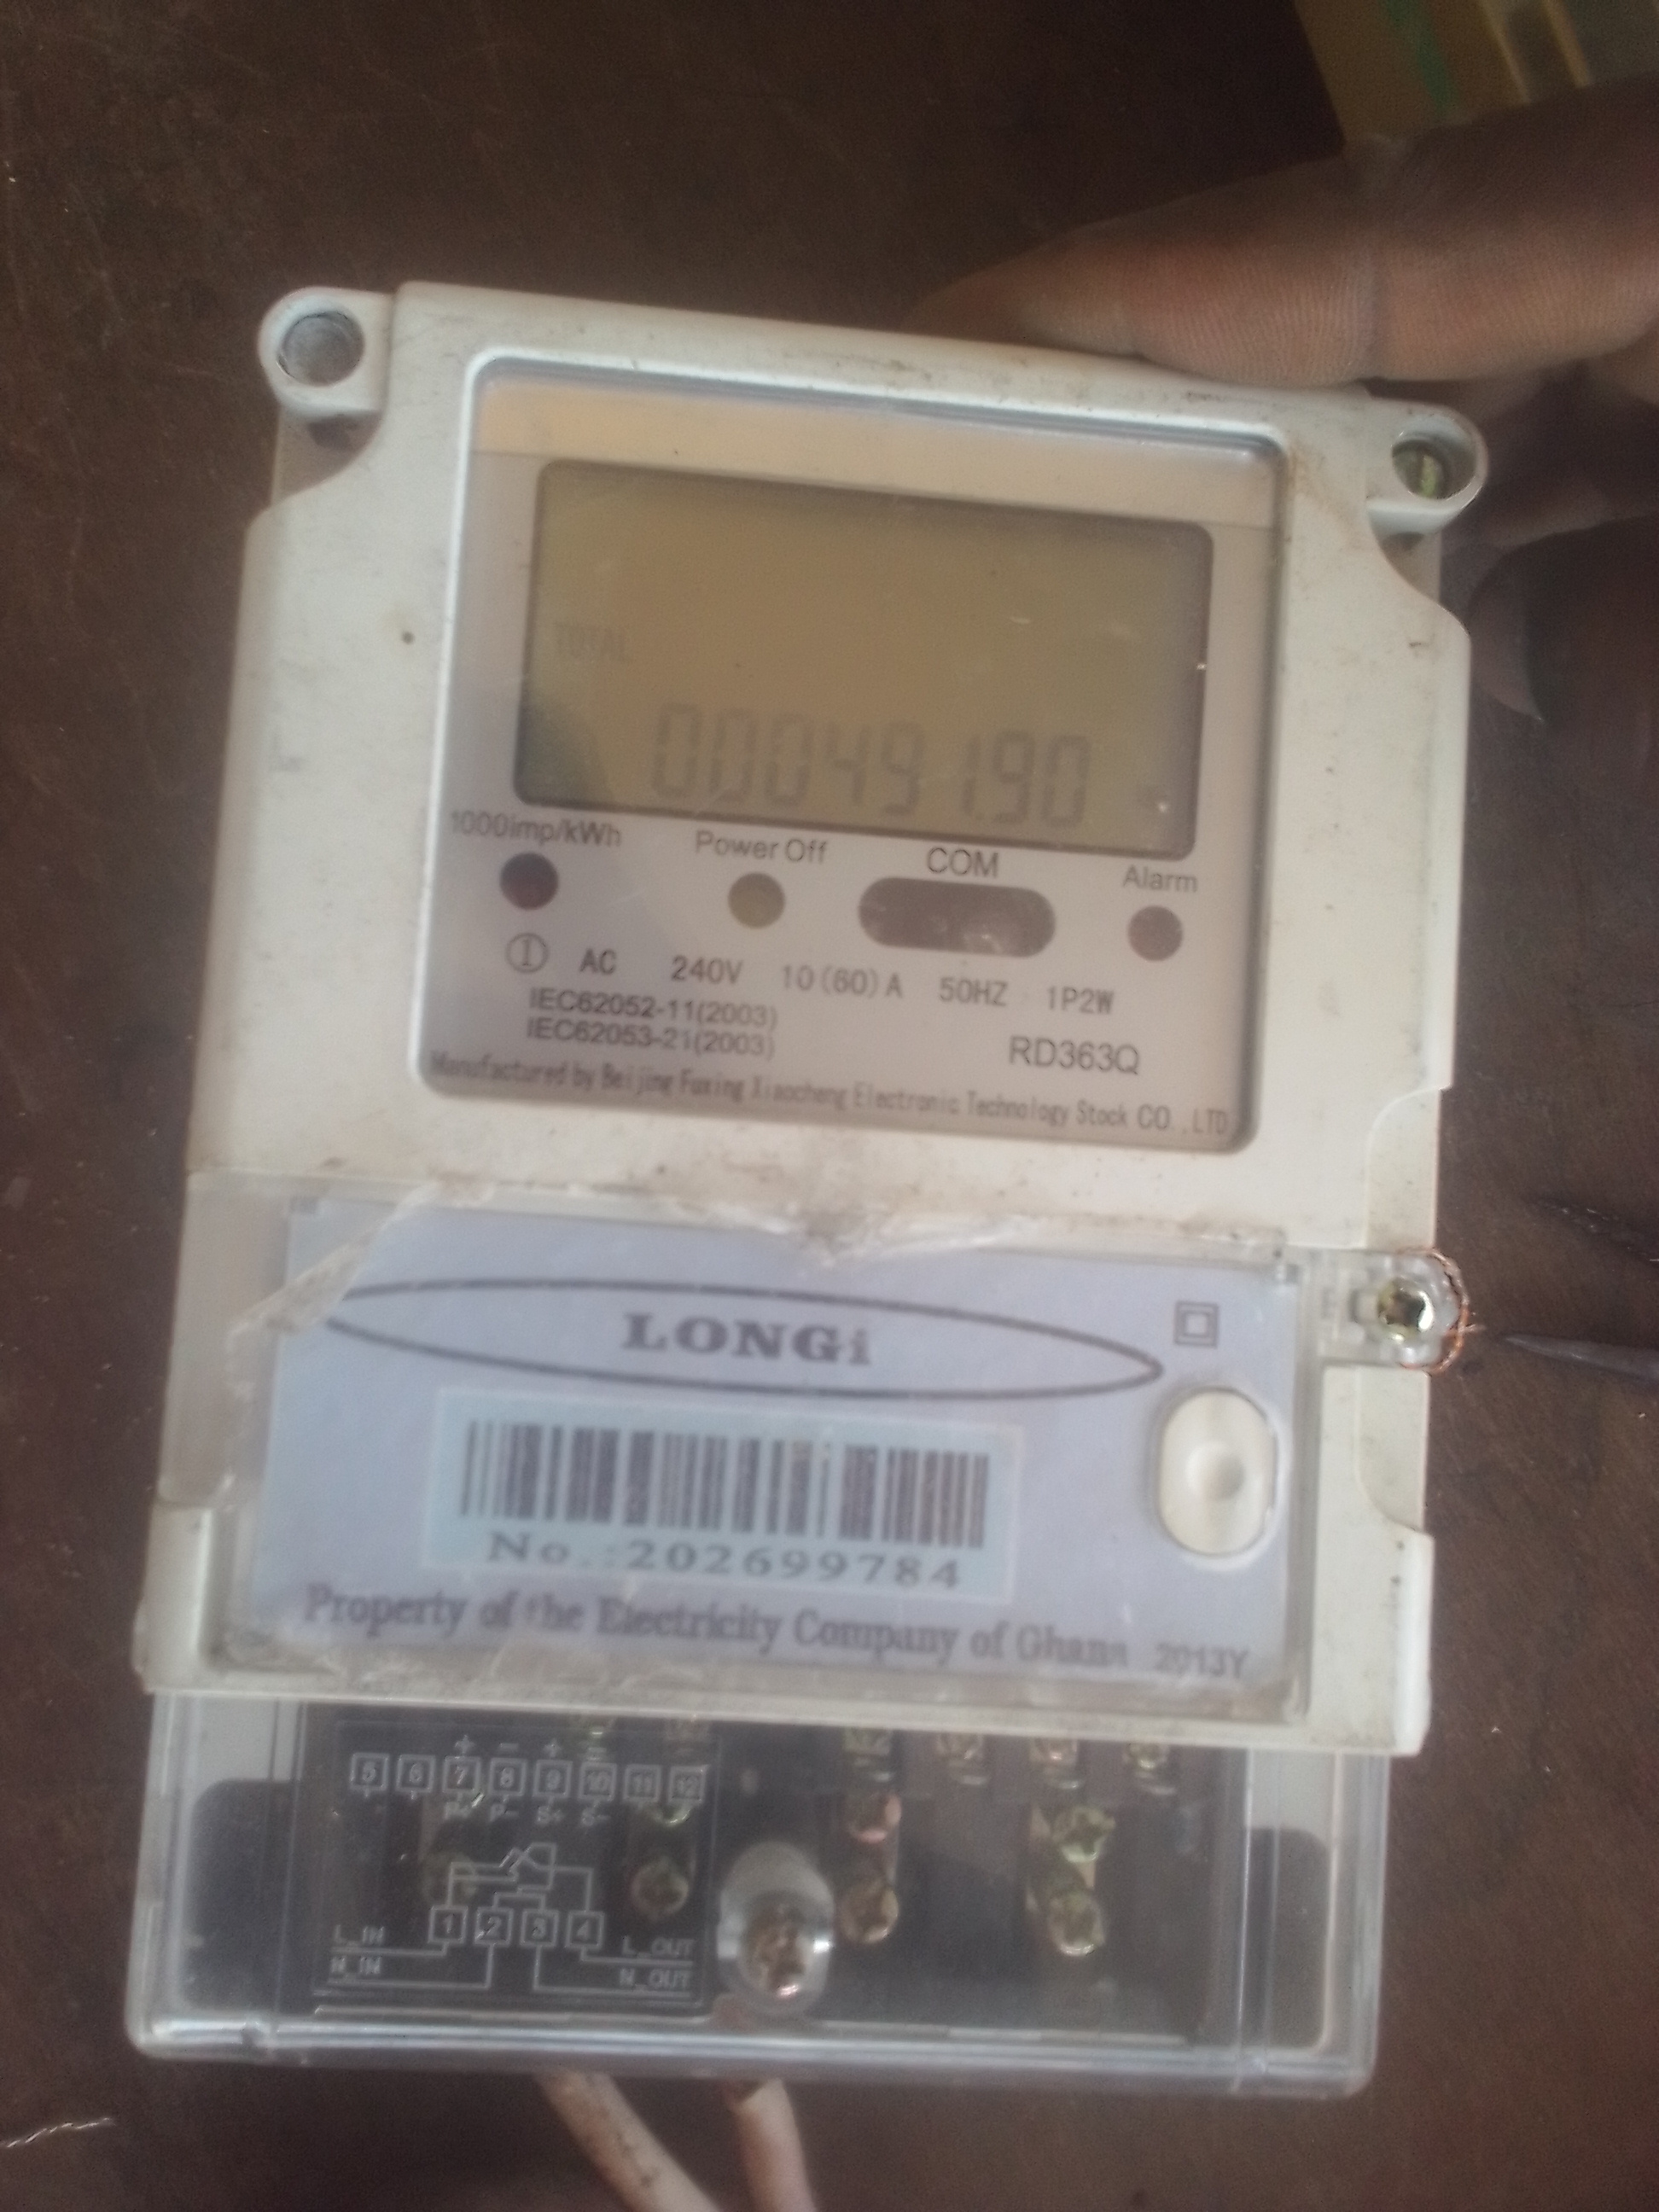 TOTAL
000491.90
1000imp/kWh
Power Off
COM
Alarm
① AC 240V 10(60)A 50HZ 1P2W
IEC62052-11(2003)
IEC62053-21(2003)
RD363Q
Manufactured by Beijing Fuxing Xiaocheng Electronic Technology Stock CO.,LTD
LONGi
No.:202699784
Property of the Electricity Company of Ghana 2013Y
+ - + -
5 6 7 8 9 10 11 12
P+ P- S+ S-
1 2 3 4
L_IN L_OUT
N_IN N_OUT